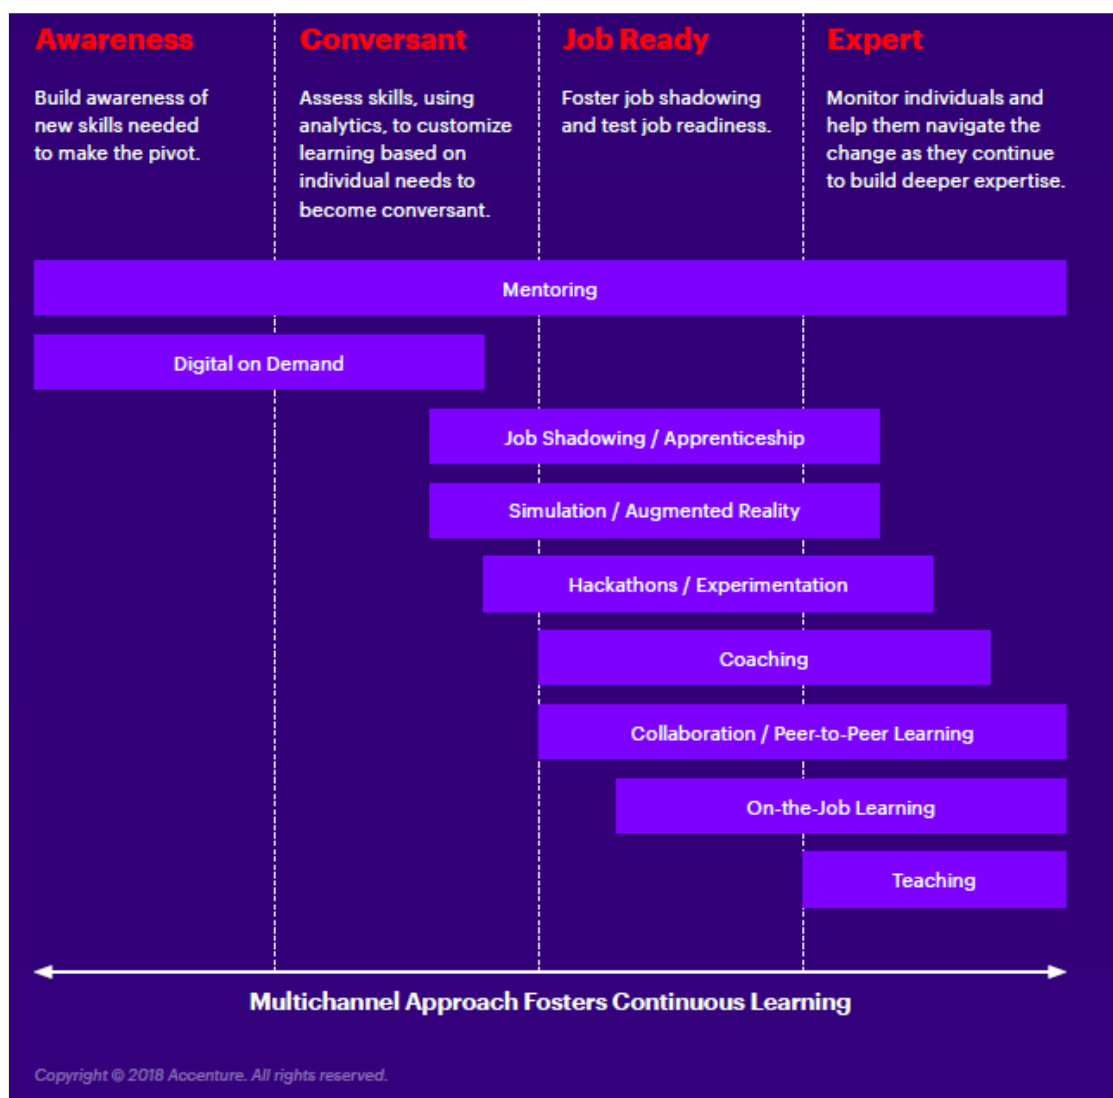 Awareness
Build awareness of
new skills needed
to make the pivot.
Conversant
Assess skills, using
analytics, to customize
learning based on
individual needs to
become conversant.
Job Ready
Foster job shadowing
and test job readiness.
Expert
Monitor individuals and
help them navigate the
change as they continue
to build deeper expertise.
Mentoring
Digital on Demand
Job Shadowing / Apprenticeship
Simulation / Augmented Reality
Hackathons / Experimentation
Coaching
Collaboration / Peer-to-Peer Learning
On-the-Job Learning
Teaching
Multichannel Approach Fosters Continuous Learning
Copyright © 2018 Accenture. All rights reserved.